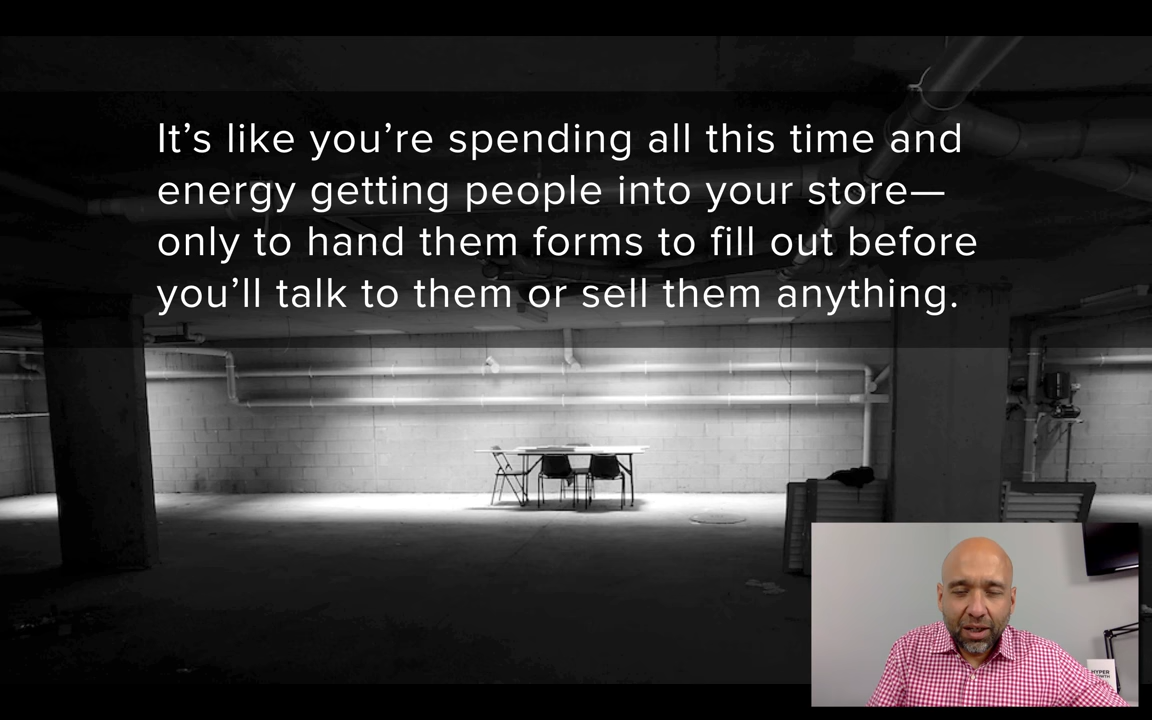 It’s like you’re spending all this time and
energy getting people into your store—
only to hand them forms to fill out before
you’ll talk to them or sell them anything.
HYPER